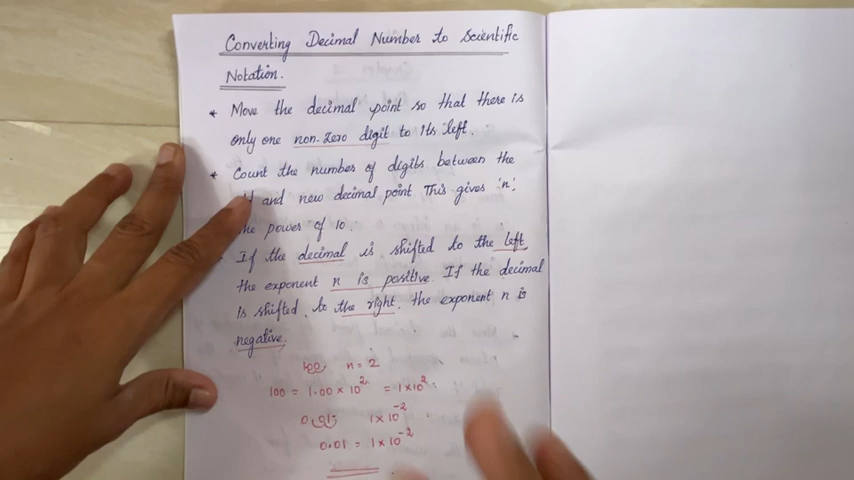 Converting Decimal Number to Scientific
Notation.
* Move the decimal point so that there is
only one non-zero digit to its left.
* Count the number of digits between the
and new decimal point This gives 'n'.
the power of 10.
If the decimal is shifted to the left
the exponent n is positive. If the decimal
is shifted to the right, the exponent n is
negative.
100 n = 2
100 = 1.00 × 10² = 1 × 10²
0.01 1 × 10⁻²
0.01 = 1 × 10⁻²